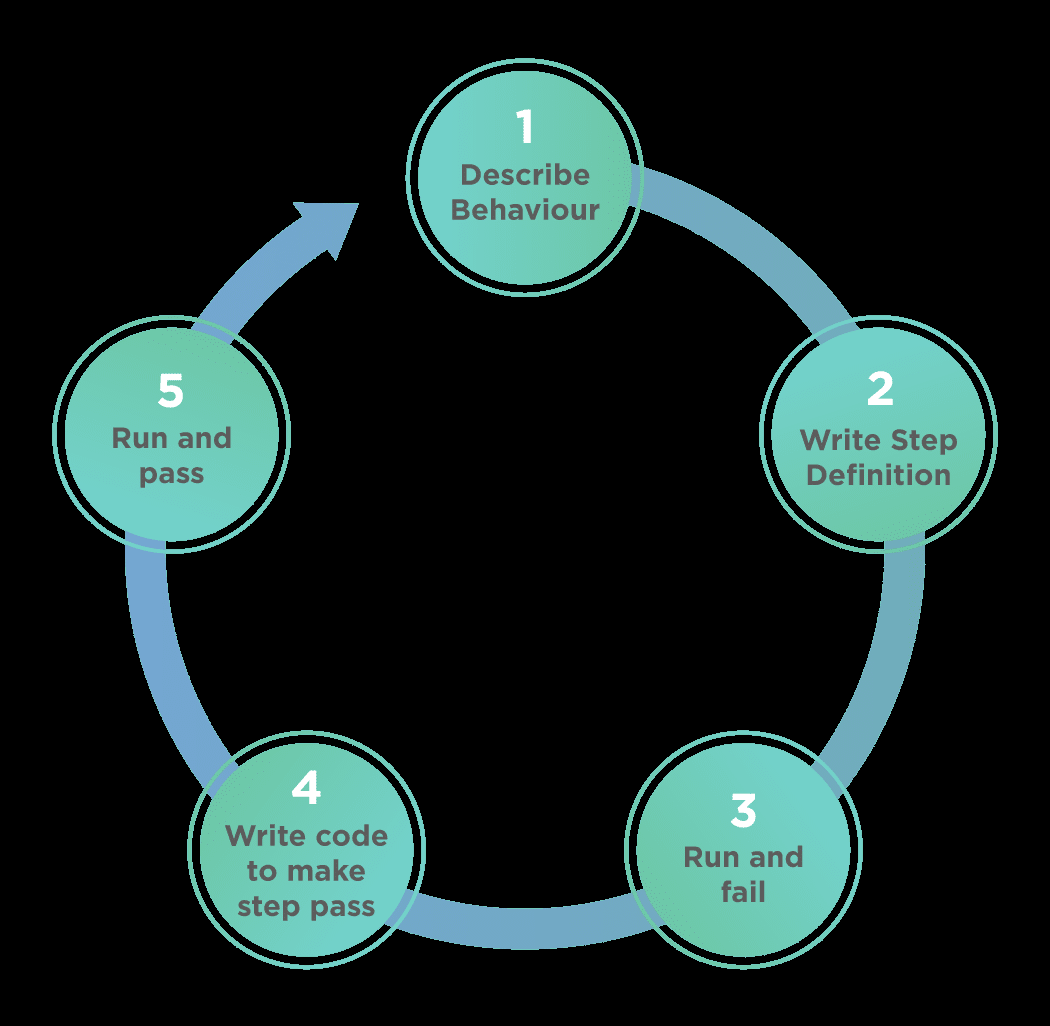 1
Describe
Behaviour
2
Write Step
Definition
3
Run and
fail
4
Write code
to make
step pass
5
Run and
pass